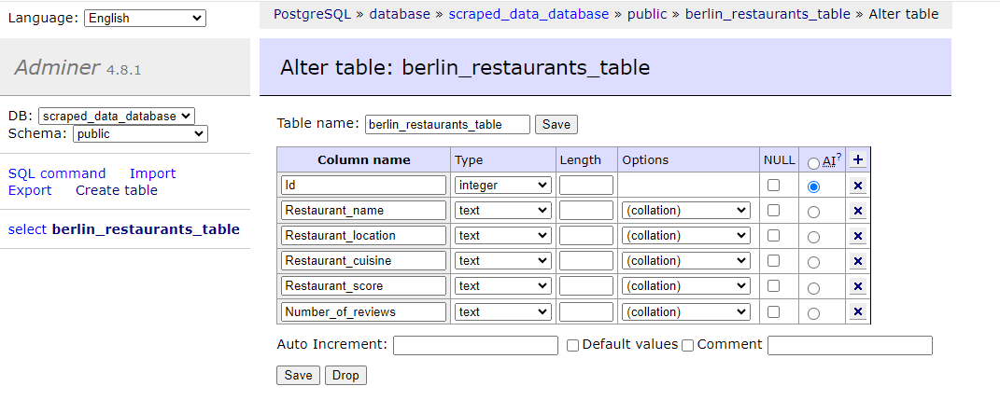 Language: English
PostgreSQL » database » scraped_data_database » public » berlin_restaurants_table » Alter table
Adminer 4.8.1
Alter table: berlin_restaurants_table
DB: scraped_data_database
Schema: public
SQL command Import
Export Create table
select berlin_restaurants_table
Table name: berlin_restaurants_table Save
Column name Type Length Options NULL AI? +
Id integer x
Restaurant_name text (collation) x
Restaurant_location text (collation) x
Restaurant_cuisine text (collation) x
Restaurant_score text (collation) x
Number_of_reviews text (collation) x
Auto Increment: Default values Comment
Save Drop